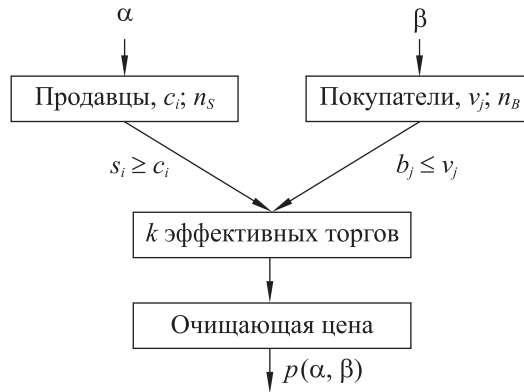 α
β
Продавцы, c_i; n_S
Покупатели, v_j; n_B
s_i ≥ c_i
b_j ≤ v_j
k эффективных торгов
Очищающая цена
p(α, β)